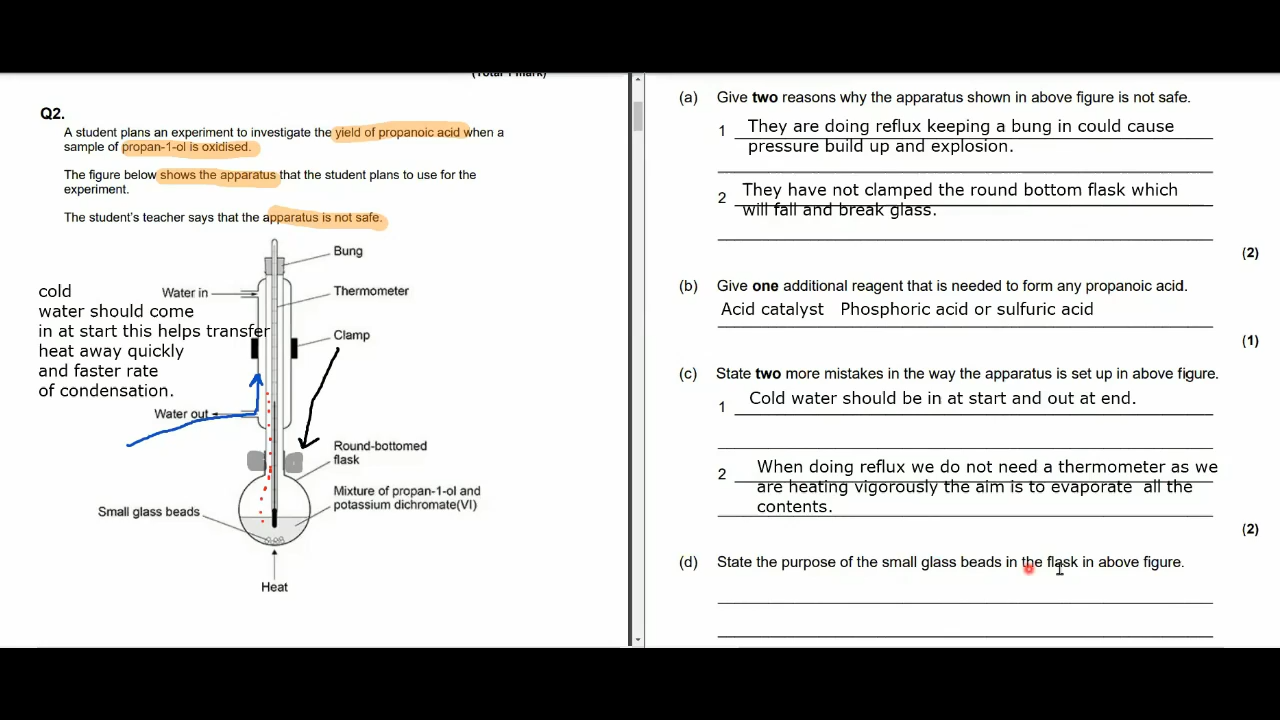 (Total 1 mark)
Q2.
A student plans an experiment to investigate the yield of propanoic acid when a
sample of propan-1-ol is oxidised.
The figure below shows the apparatus that the student plans to use for the
experiment.
The student's teacher says that the apparatus is not safe.
Bung
Water in
Thermometer
Clamp
cold
water should come
in at start this helps transfer
heat away quickly
and faster rate
of condensation.
Water out
Round-bottomed
flask
Mixture of propan-1-ol and
potassium dichromate(VI)
Small glass beads
Heat
(a) Give two reasons why the apparatus shown in above figure is not safe.
1 They are doing reflux keeping a bung in could cause
pressure build up and explosion.
2 They have not clamped the round bottom flask which
will fall and break glass.
(2)
(b) Give one additional reagent that is needed to form any propanoic acid.
Acid catalyst Phosphoric acid or sulfuric acid
(1)
(c) State two more mistakes in the way the apparatus is set up in above figure.
1 Cold water should be in at start and out at end.
2 When doing reflux we do not need a thermometer as we
are heating vigorously the aim is to evaporate all the
contents.
(2)
(d) State the purpose of the small glass beads in the flask in above figure.